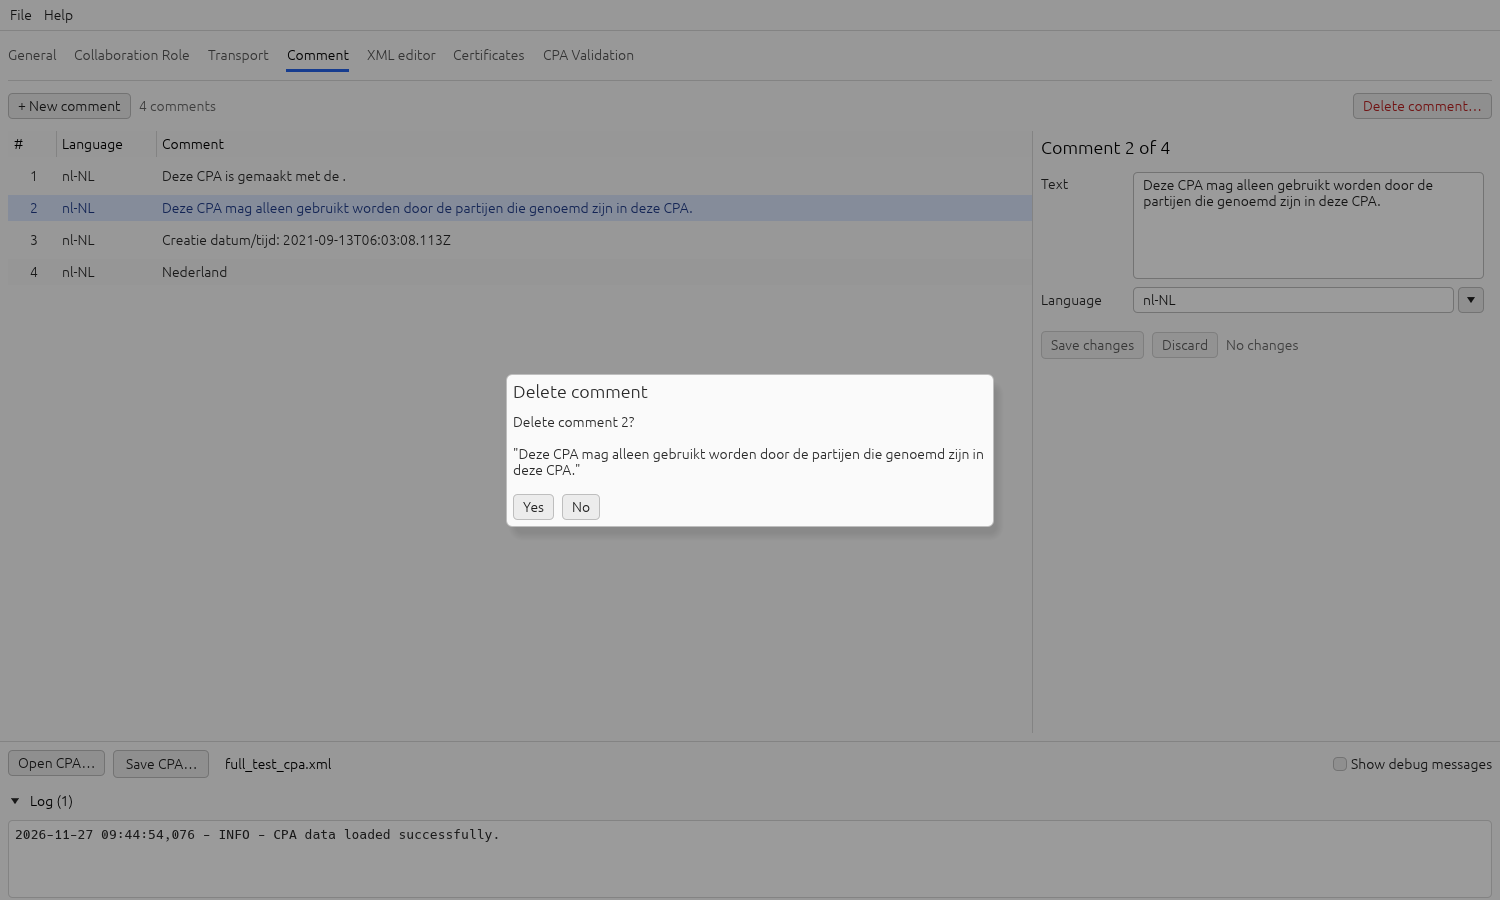 File Help
General Collaboration Role Transport Comment XML editor Certificates CPA Validation
+ New comment 4 comments Delete comment...
# Language Comment
1 nl-NL Deze CPA is gemaakt met de .
2 nl-NL Deze CPA mag alleen gebruikt worden door de partijen die genoemd zijn in deze CPA.
3 nl-NL Creatie datum/tijd: 2021-09-13T06:03:08.113Z
4 nl-NL Nederland
Comment 2 of 4
Text Deze CPA mag alleen gebruikt worden door de
partijen die genoemd zijn in deze CPA.
Language nl-NL
Save changes Discard No changes
Delete comment
Delete comment 2?
"Deze CPA mag alleen gebruikt worden door de partijen die genoemd zijn in
deze CPA."
Yes No
Open CPA... Save CPA... full_test_cpa.xml Show debug messages
Log (1)
2026-11-27 09:44:54,076 - INFO - CPA data loaded successfully.